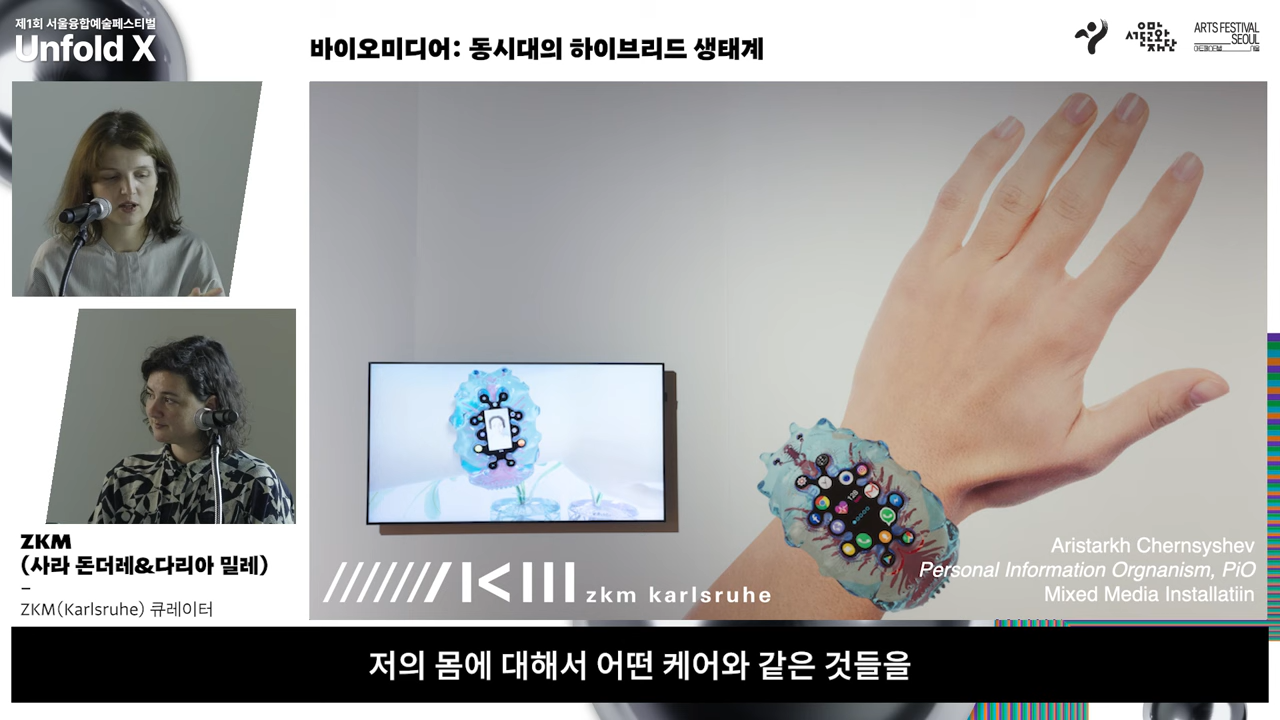 제1회 서울융합예술페스티벌
Unfold X
바이오미디어: 동시대의 하이브리드 생태계
서울문화재단
ARTS FESTIVAL
SEOUL
zkm karlsruhe
Aristarkh Chernsyshev
Personal Information Orgnanism, PiO
Mixed Media Installatiin
ZKM
(사라 돈더레&다리아 밀레)
–
ZKM(Karlsruhe) 큐레이터
저의 몸에 대해서 어떤 케어와 같은 것들을